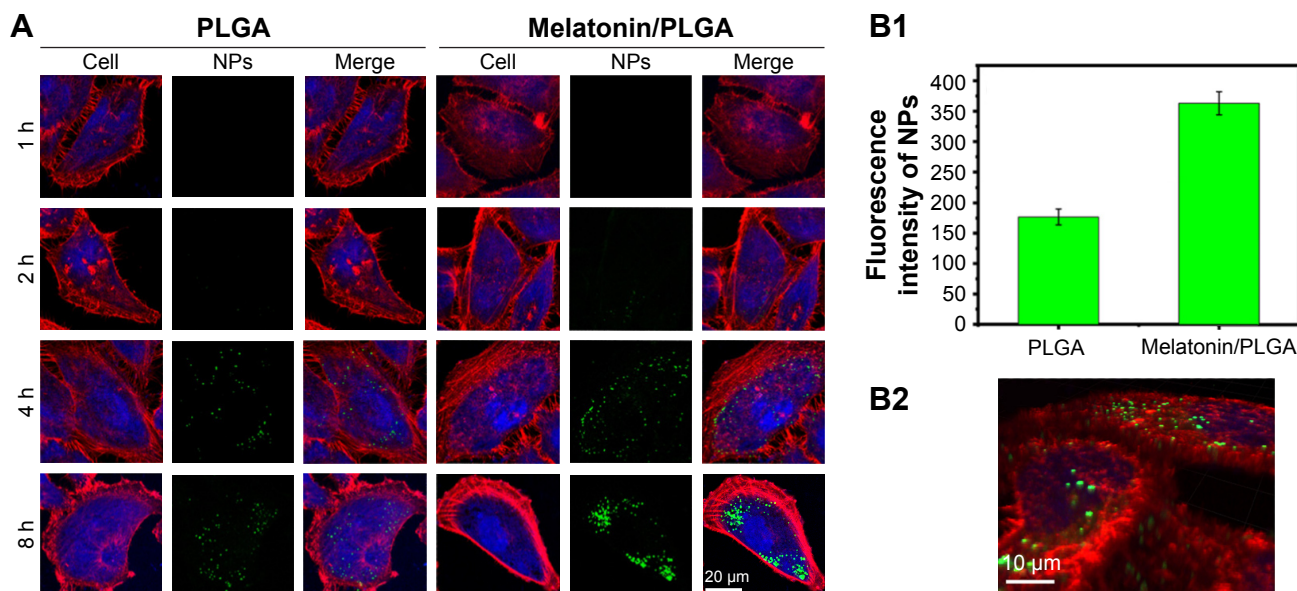 A
PLGA
Melatonin/PLGA
Cell
NPs
Merge
Cell
NPs
Merge
1 h
2 h
4 h
8 h
20 µm
B1
Fluorescence
intensity of NPs
400
350
300
250
200
150
100
50
0
PLGA
Melatonin/PLGA
B2
10 µm